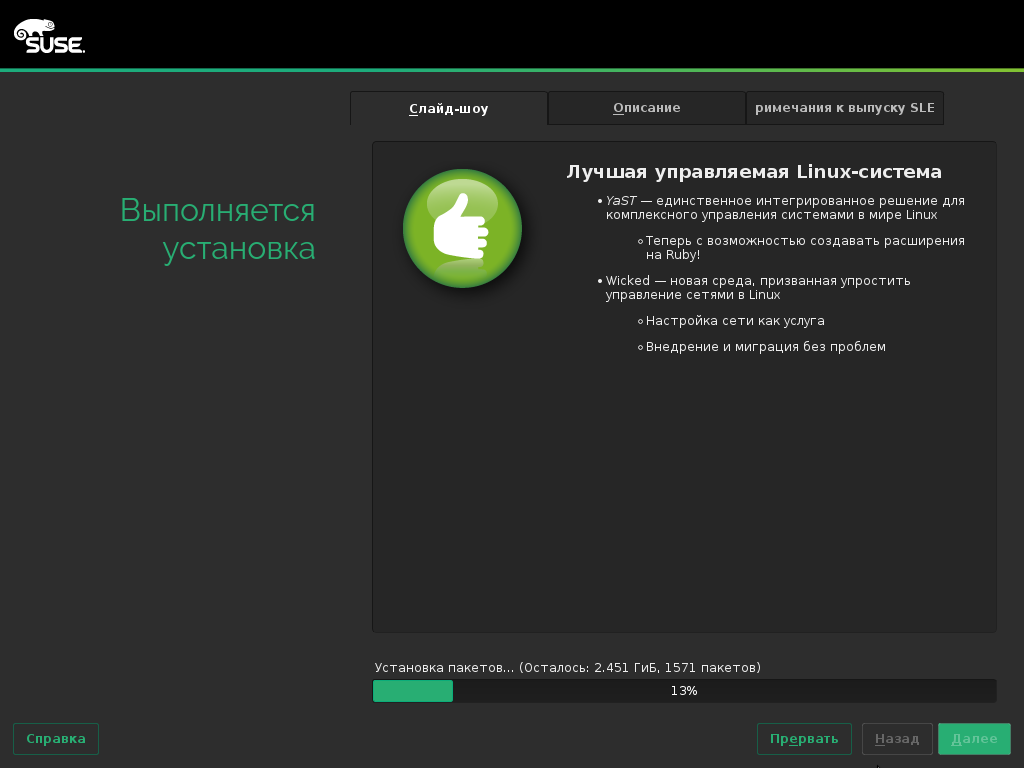 SUSE.
Слайд-шоу
Описание
римечания к выпуску SLE
Выполняется
установка
Лучшая управляемая Linux-система
• YaST — единственное интегрированное решение для
комплексного управления системами в мире Linux
◦ Теперь с возможностью создавать расширения
на Ruby!
• Wicked — новая среда, призванная упростить
управление сетями в Linux
◦ Настройка сети как услуга
◦ Внедрение и миграция без проблем
Установка пакетов... (Осталось: 2.451 ГиБ, 1571 пакетов)
13%
Справка
Прервать
Назад
Далее